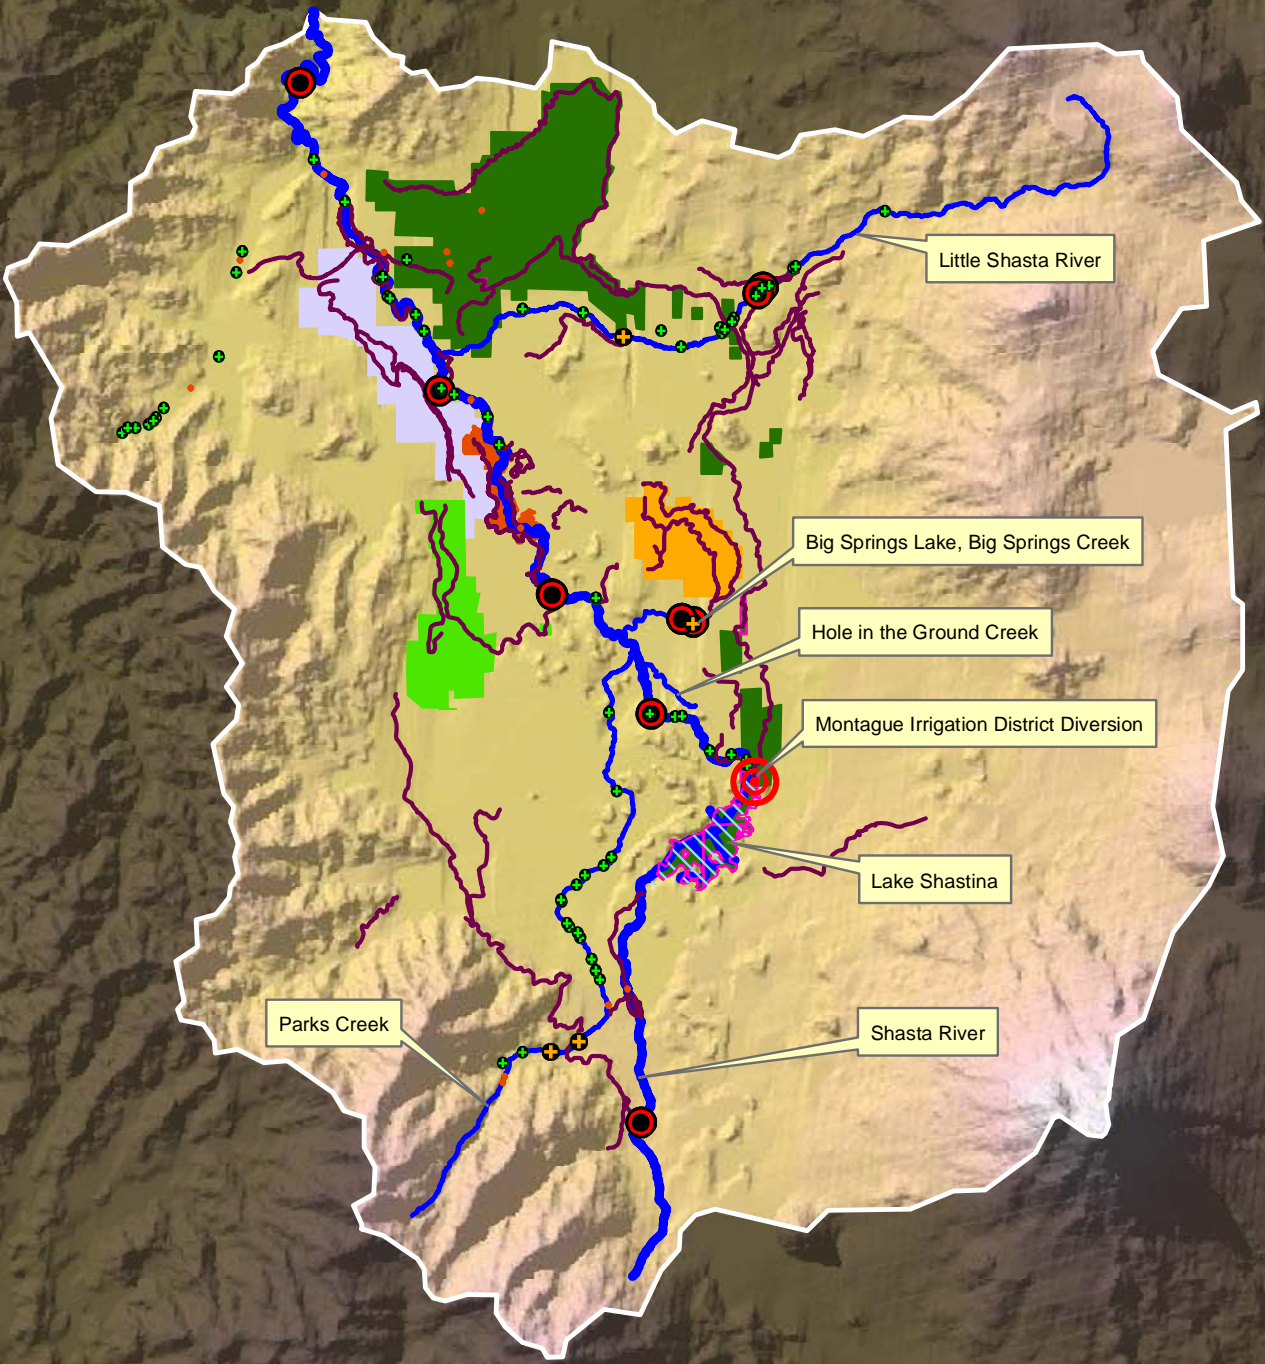 Little Shasta River
Big Springs Lake, Big Springs Creek
Hole in the Ground Creek
Montague Irrigation District Diversion
Lake Shastina
Parks Creek
Shasta River